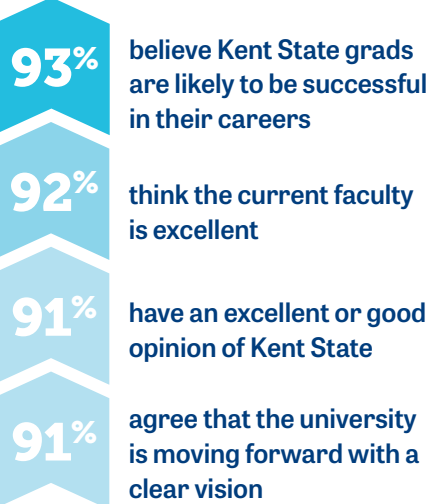 93%
believe Kent State grads
are likely to be successful
in their careers
92%
think the current faculty
is excellent
91%
have an excellent or good
opinion of Kent State
91%
agree that the university
is moving forward with a
clear vision